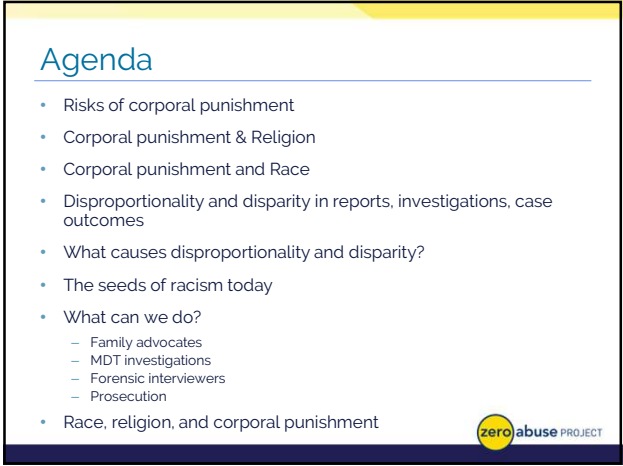 Agenda
• Risks of corporal punishment
• Corporal punishment & Religion
• Corporal punishment and Race
• Disproportionality and disparity in reports, investigations, case
outcomes
• What causes disproportionality and disparity?
• The seeds of racism today
• What can we do?
– Family advocates
– MDT investigations
– Forensic interviewers
– Prosecution
• Race, religion, and corporal punishment
zero abuse PROJECT